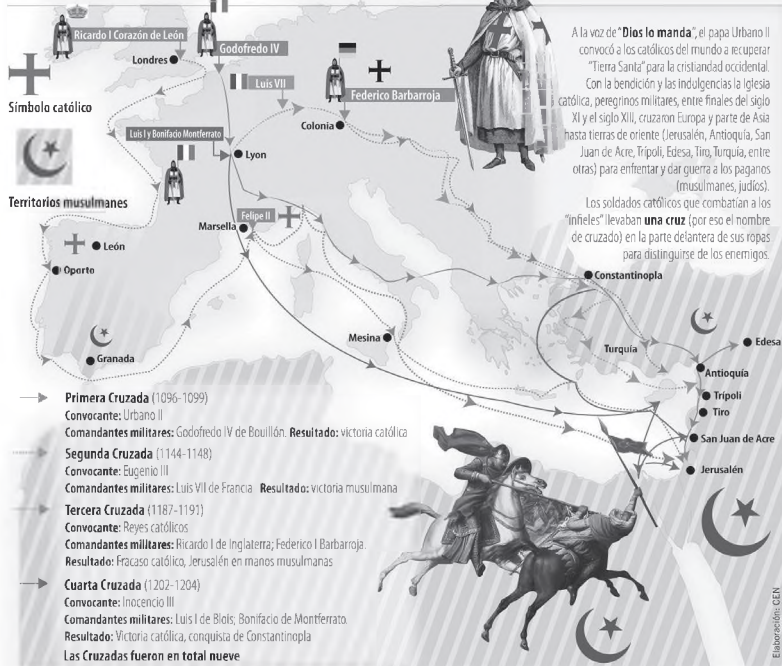 Ricardo I Corazón de León
Godofredo IV
Londres
Luis VII
Federico Barbarroja
Símbolo católico
Colonia
Luis I y Bonifacio Montferrato
Lyon
Territorios musulmanes
Felipe II
Marsella
León
Oporto
Constantinopla
Mesina
Granada
Turquía
Edesa
Antioquía
Trípoli
Tiro
San Juan de Acre
Jerusalén
A la voz de "Dios lo manda", el papa Urbano II
convocó a los católicos del mundo a recuperar
"Tierra Santa" para la cristiandad occidental.
Con la bendición y las indulgencias la Iglesia
católica, peregrinos militares, entre finales del siglo
XI y el siglo XIII, cruzaron Europa y parte de Asia
hasta tierras de oriente (Jerusalén, Antioquía, San
Juan de Acre, Trípoli, Edesa, Tiro, Turquía, entre
otras) para enfrentar y dar guerra a los paganos
(musulmanes, judíos).
Los soldados católicos que combatían a los
"infieles" llevaban una cruz (por eso el nombre
de cruzado) en la parte delantera de sus ropas
para distinguirse de los enemigos.
Primera Cruzada (1096-1099)
Convocante: Urbano II
Comandantes militares: Godofredo IV de Bouillón. Resultado: victoria católica
Segunda Cruzada (1144-1148)
Convocante: Eugenio III
Comandantes militares: Luis VII de Francia Resultado: victoria musulmana
Tercera Cruzada (1187-1191)
Convocante: Reyes católicos
Comandantes militares: Ricardo I de Inglaterra; Federico I Barbarroja.
Resultado: Fracaso católico, Jerusalén en manos musulmanas
Cuarta Cruzada (1202-1204)
Convocante: Inocencio III
Comandantes militares: Luis I de Blois; Bonifacio de Montferrato.
Resultado: Victoria católica, conquista de Constantinopla
Las Cruzadas fueron en total nueve
Elaboración: CEN